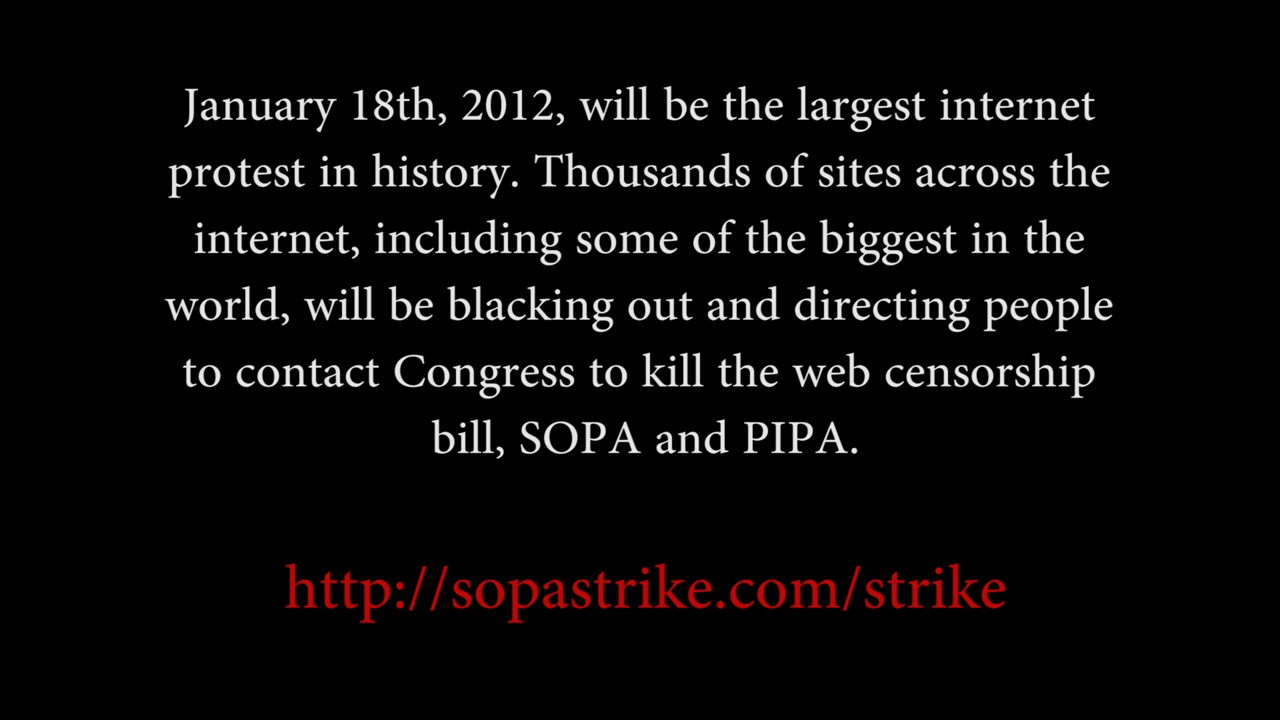 January 18th, 2012, will be the largest internet
protest in history. Thousands of sites across the
internet, including some of the biggest in the
world, will be blacking out and directing people
to contact Congress to kill the web censorship
bill, SOPA and PIPA.
http://sopastrike.com/strike